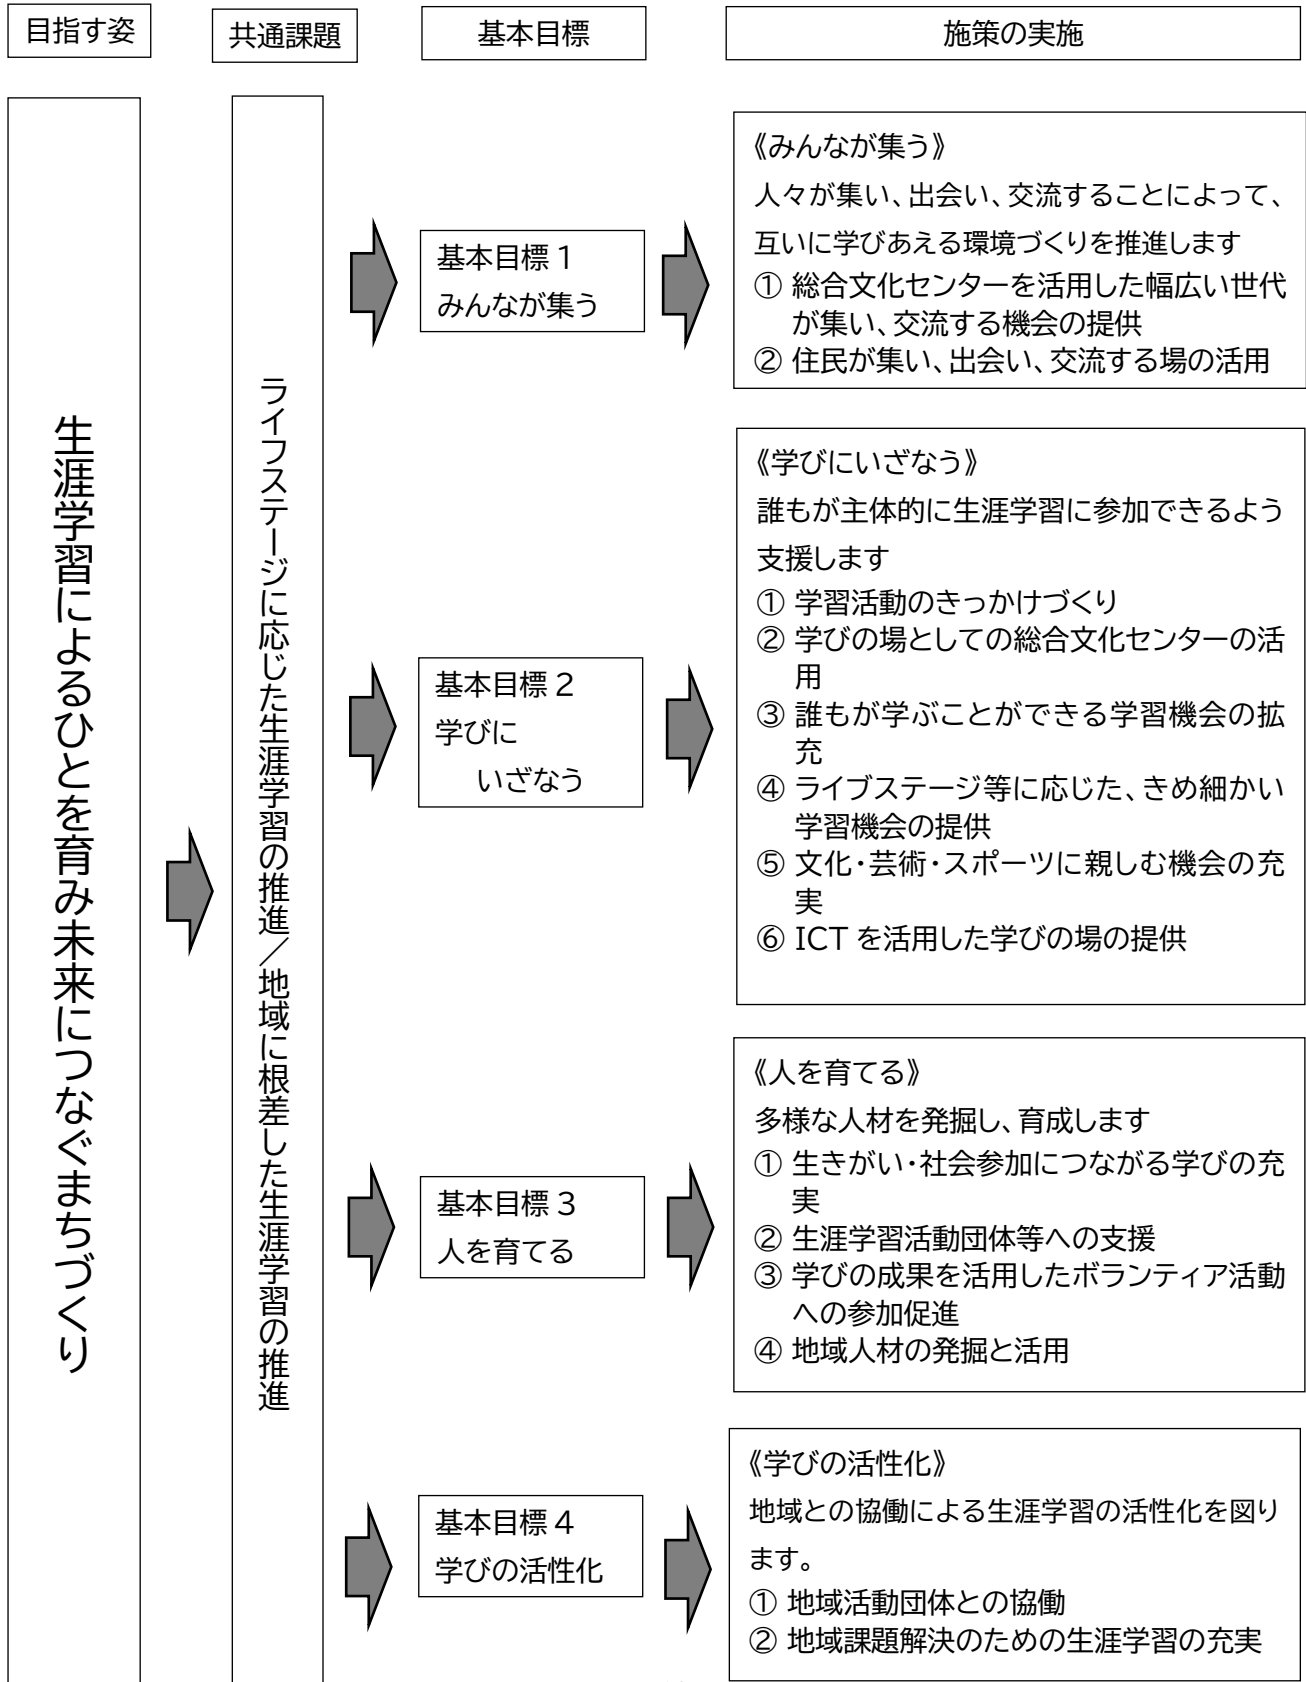 目指す姿
共通課題
基本目標
施策の実施
生涯学習によるひとを育み未来につなぐまちづくり
ライフステージに応じた生涯学習の推進／地域に根差した生涯学習の推進
基本目標１
みんなが集う
《みんなが集う》
人々が集い、出会い、交流することによって、
互いに学びあえる環境づくりを推進します
① 総合文化センターを活用した幅広い世代
が集い、交流する機会の提供
② 住民が集い、出会い、交流する場の活用
基本目標２
学びに
いざなう
《学びにいざなう》
誰もが主体的に生涯学習に参加できるよう
支援します
① 学習活動のきっかけづくり
② 学びの場としての総合文化センターの活
用
③ 誰もが学ぶことができる学習機会の拡
充
④ ライブステージ等に応じた、きめ細かい
学習機会の提供
⑤ 文化・芸術・スポーツに親しむ機会の充
実
⑥ ICT を活用した学びの場の提供
基本目標３
人を育てる
《人を育てる》
多様な人材を発掘し、育成します
① 生きがい・社会参加につながる学びの充
実
② 生涯学習活動団体等への支援
③ 学びの成果を活用したボランティア活動
への参加促進
④ 地域人材の発掘と活用
基本目標４
学びの活性化
《学びの活性化》
地域との協働による生涯学習の活性化を図り
ます。
① 地域活動団体との協働
② 地域課題解決のための生涯学習の充実